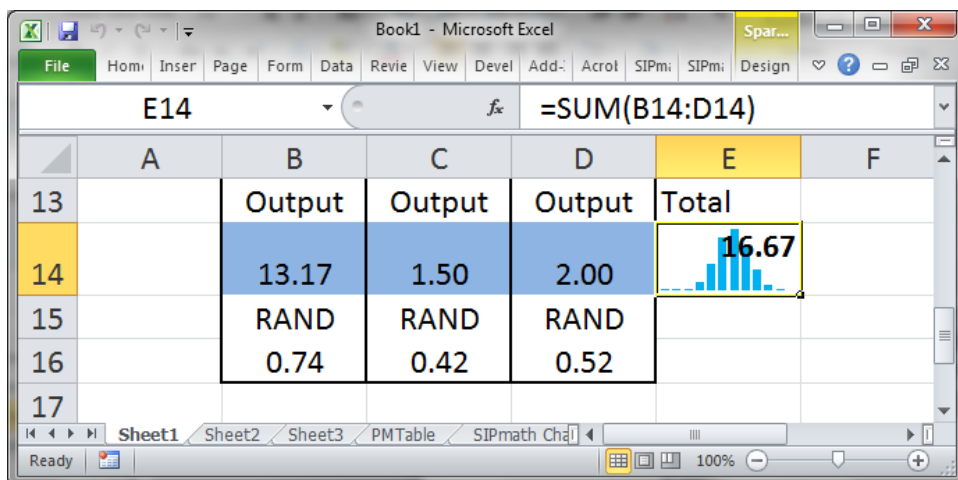 Book1 - Microsoft Excel Spar...
File Hom Inser Page Form Data Revie View Devel Add- Acrol SIPm SIPm Design
E14 fx =SUM(B14:D14)
A B C D E F
13 Output Output Output Total
14 13.17 1.50 2.00 16.67
15 RAND RAND RAND
16 0.74 0.42 0.52
17
Sheet1 Sheet2 Sheet3 PMTable SIPmath Cha
Ready 100%